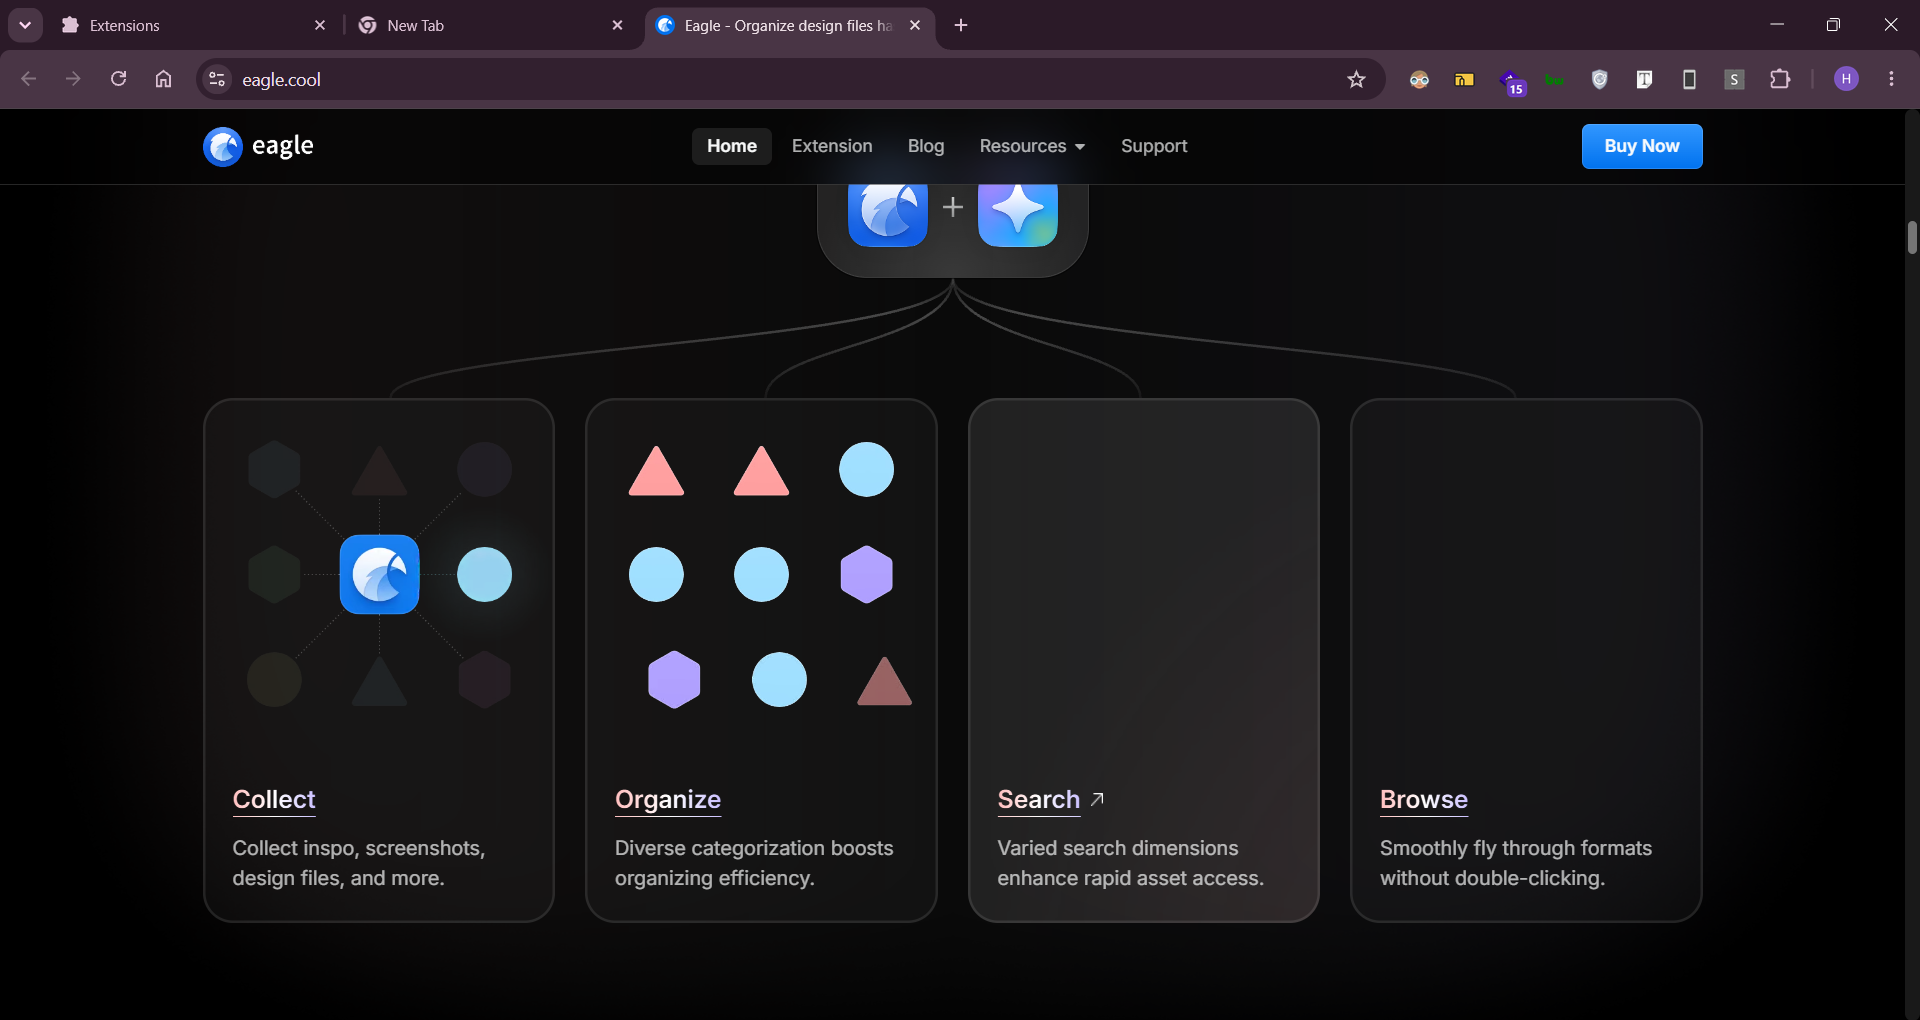 Extensions
New Tab
Eagle - Organize design files ha
eagle.cool
15
bw
T
S
H
eagle
Home
Extension
Blog
Resources
Support
Buy Now
Collect
Collect inspo, screenshots,
design files, and more.
Organize
Diverse categorization boosts
organizing efficiency.
Search
Varied search dimensions
enhance rapid asset access.
Browse
Smoothly fly through formats
without double-clicking.